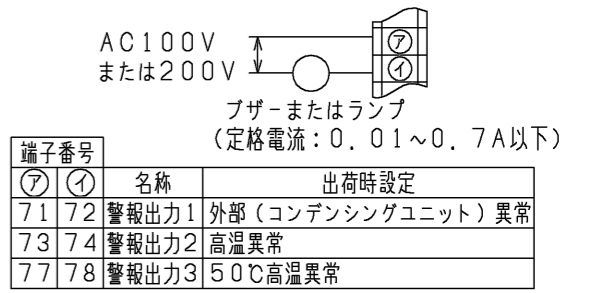 AC100V
または200V
㋐
㋑
ブザーまたはランプ
(定格電流:0.01~0.7A以下)
端子番号
㋐ ㋑ 名称 出荷時設定
71 72 警報出力1 外部(コンデンシングユニット)異常
73 74 警報出力2 高温異常
77 78 警報出力3 50℃高温異常